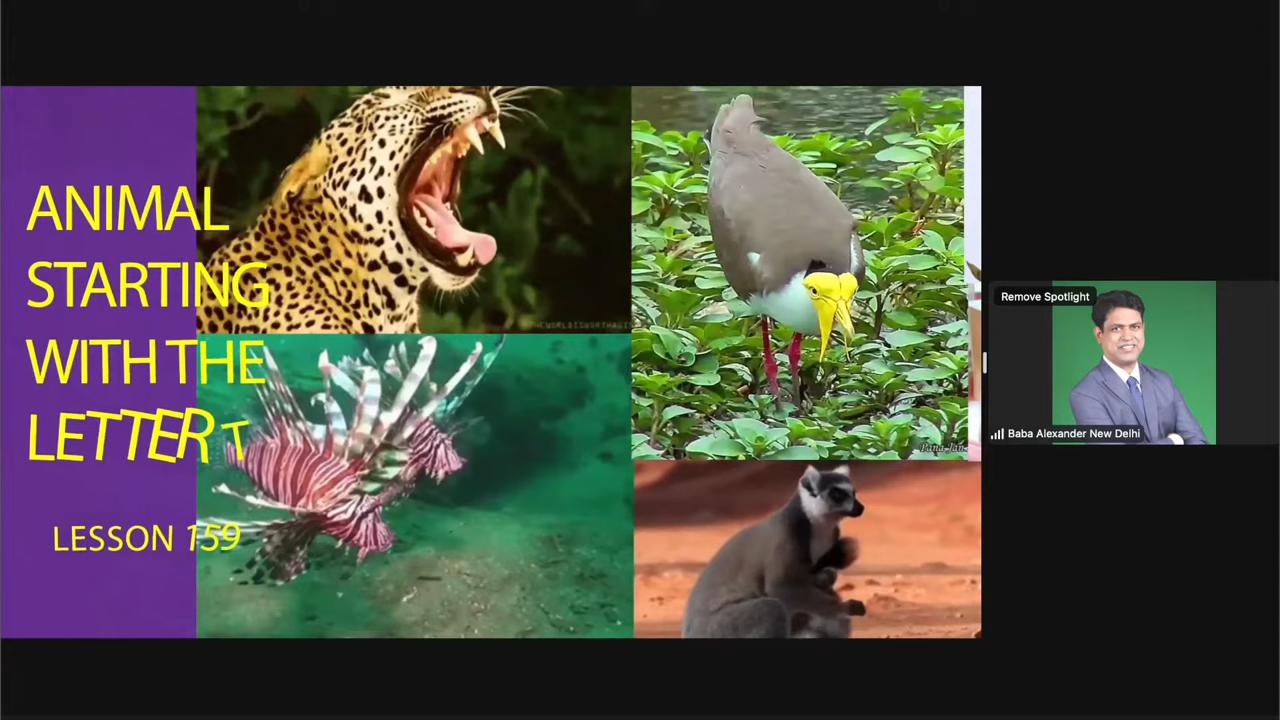 ANIMAL
STARTING
WITH THE
LETTER T
LESSON 159
Remove Spotlight
Baba Alexander New Delhi